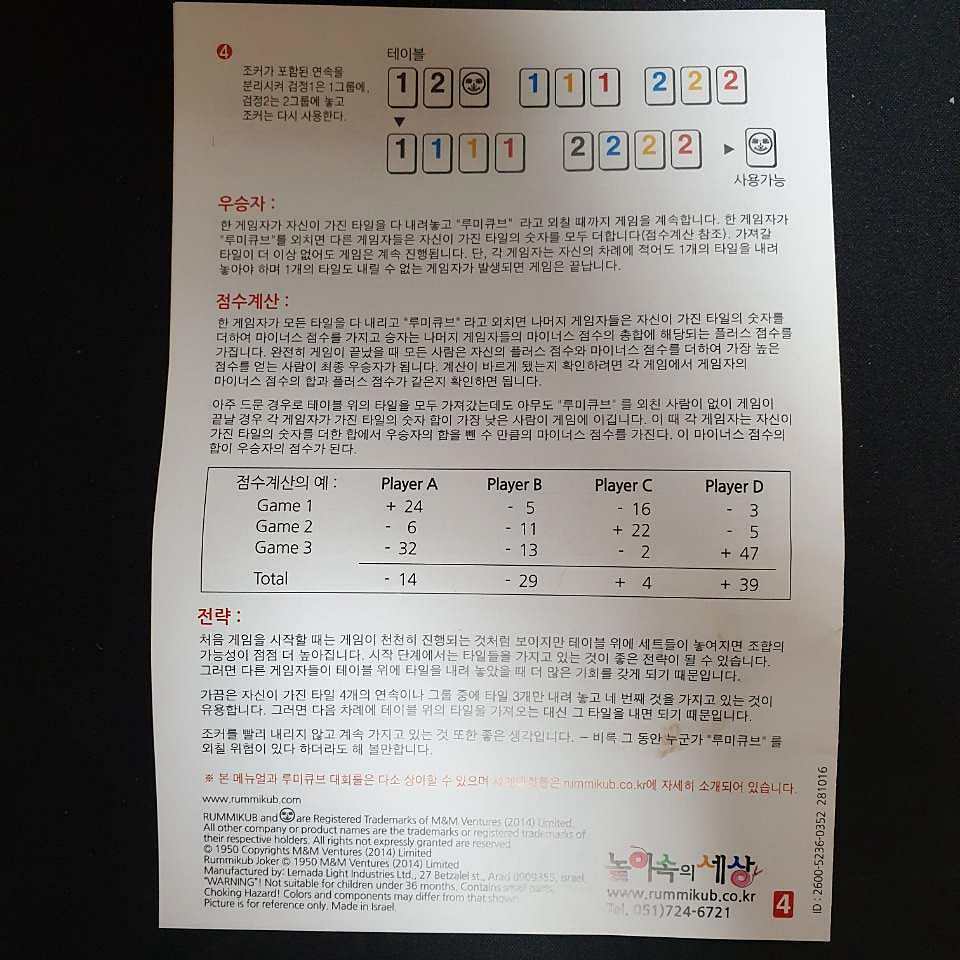 4
테이블
조커가 포함된 연속을
분리시켜 검정1은 1그룹에,
검정2는 2그룹에 놓고
조커는 다시 사용한다.
1 2 1 1 1 2 2 2
1 1 1 1 2 2 2 2
사용가능
우승자 :
한 게임자가 자신이 가진 타일을 다 내려놓고 "루미큐브" 라고 외칠 때까지 게임을 계속합니다. 한 게임자가
"루미큐브"를 외치면 다른 게임자들은 자신이 가진 타일의 숫자를 모두 더합니다(점수계산 참조). 가져갈
타일이 더 이상 없어도 게임은 계속 진행됩니다. 단, 각 게임자는 자신의 차례에 적어도 1개의 타일을 내려
놓아야 하며 1개의 타일도 내릴 수 없는 게임자가 발생되면 게임은 끝납니다.
점수계산 :
한 게임자가 모든 타일을 다 내리고 "루미큐브" 라고 외치면 나머지 게임자들은 자신이 가진 타일의 숫자를
더하여 마이너스 점수를 가지고 승자는 나머지 게임자들의 마이너스 점수의 총합에 해당되는 플러스 점수를
가집니다. 완전히 게임이 끝났을 때 모든 사람은 자신의 플러스 점수와 마이너스 점수를 더하여 가장 높은
점수를 얻는 사람이 최종 우승자가 됩니다. 계산이 바르게 됐는지 확인하려면 각 게임에서 게임자의
마이너스 점수의 합과 플러스 점수가 같은지 확인하면 됩니다.
아주 드문 경우로 테이블 위의 타일을 모두 가져갔는데도 아무도 "루미큐브" 를 외친 사람이 없이 게임이
끝날 경우 각 게임자가 가진 타일의 숫자 합이 가장 낮은 사람이 게임에 이깁니다. 이 때 각 게임자는 자신이
가진 타일의 숫자를 더한 합에서 우승자의 합을 뺀 수 만큼의 마이너스 점수를 가진다. 이 마이너스 점수의
합이 우승자의 점수가 된다.
점수계산의 예 : Player A Player B Player C Player D
Game 1 + 24 - 5 - 16 - 3
Game 2 - 6 - 11 + 22 - 5
Game 3 - 32 - 13 - 2 + 47
Total - 14 - 29 + 4 + 39
전략 :
처음 게임을 시작할 때는 게임이 천천히 진행되는 것처럼 보이지만 테이블 위에 세트들이 놓여지면 조합의
가능성이 점점 더 높아집니다. 시작 단계에서는 타일들을 가지고 있는 것이 좋은 전략이 될 수 있습니다.
그러면 다른 게임자들이 테이블 위에 타일을 내려 놓았을 때 더 많은 기회를 갖게 되기 때문입니다.
가끔은 자신이 가진 타일 4개의 연속이나 그룹 중에 타일 3개만 내려 놓고 네 번째 것을 가지고 있는 것이
유용합니다. 그러면 다음 차례에 테이블 위의 타일을 가져오는 대신 그 타일을 내면 되기 때문입니다.
조커를 빨리 내리지 않고 계속 가지고 있는 것 또한 좋은 생각입니다. – 비록 그 동안 누군가 "루미큐브" 를
외칠 위험이 있다 하더라도 해 볼만합니다.
※ 본 메뉴얼과 루미큐브 대회룰은 다소 상이할 수 있으며 rummikub.co.kr에 자세히 소개되어 있습니다.
www.rummikub.com
RUMMIKUB and are Registered Trademarks of M&M Ventures (2014) Limited.
All other company or product names are the trademarks or registered trademarks of
their respective holders. All rights not expressly granted are reserved
© 1950 Copyrights M&M Ventures (2014) Limited
Rummikub Joker © 1950 M&M Ventures (2014) Limited
Manufactured by: Lemada Light Industries Ltd., 27 Betzalel st., Arad 8909355, Israel.
"WARNING"! Not suitable for children under 36 months. Contains small parts.
Choking Hazard! Colors and components may differ from that shown.
Picture is for reference only. Made in Israel.
놀이속의세상
www.rummikub.co.kr
Tel. 051)724-6721
4
ID : 2600-5236-0352 281016